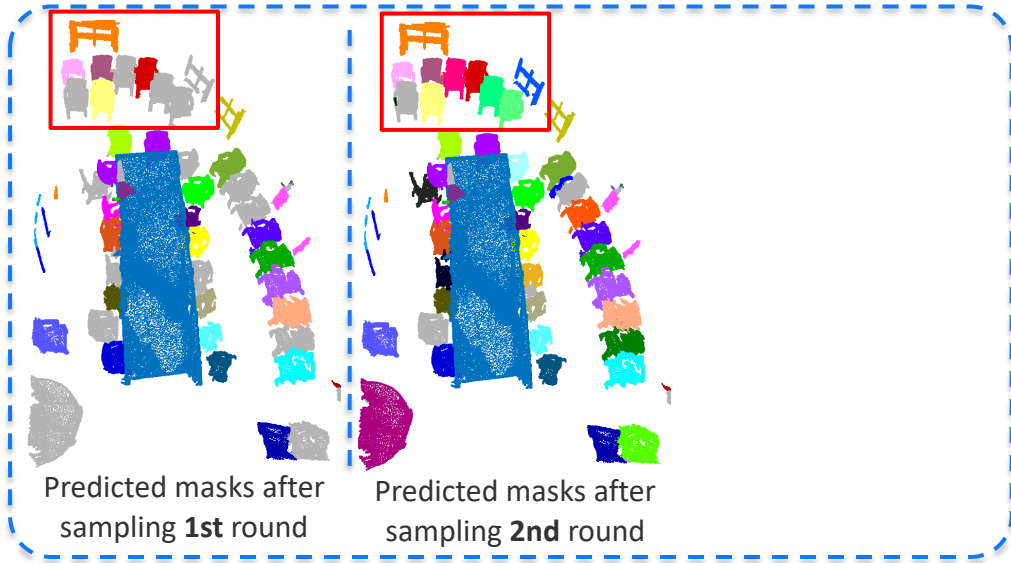 Predicted masks after
sampling 1st round
Predicted masks after
sampling 2nd round